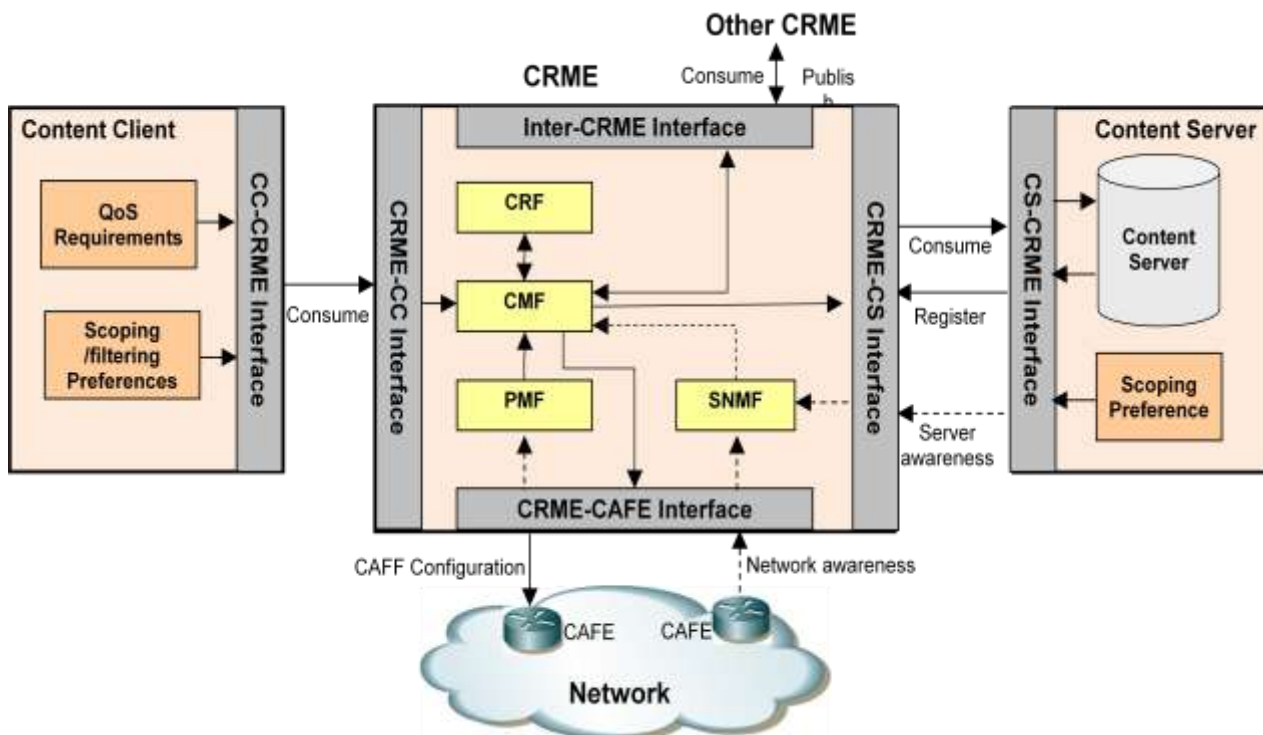 Other CRME
CRME
Consume
Publis
h
Content Client
Inter-CRME Interface
Content Server
QoS
Requirements
Scoping
/filtering
Preferences
CC-CRME Interface
Consume
CRME-CC Interface
CRF
CMF
PMF
SNMF
CRME-CS Interface
Consume
Register
Server
awareness
CS-CRME Interface
Content
Server
Scoping
Preference
CRME-CAFE Interface
CAFF Configuration
Network awareness
CAFE
CAFE
Network